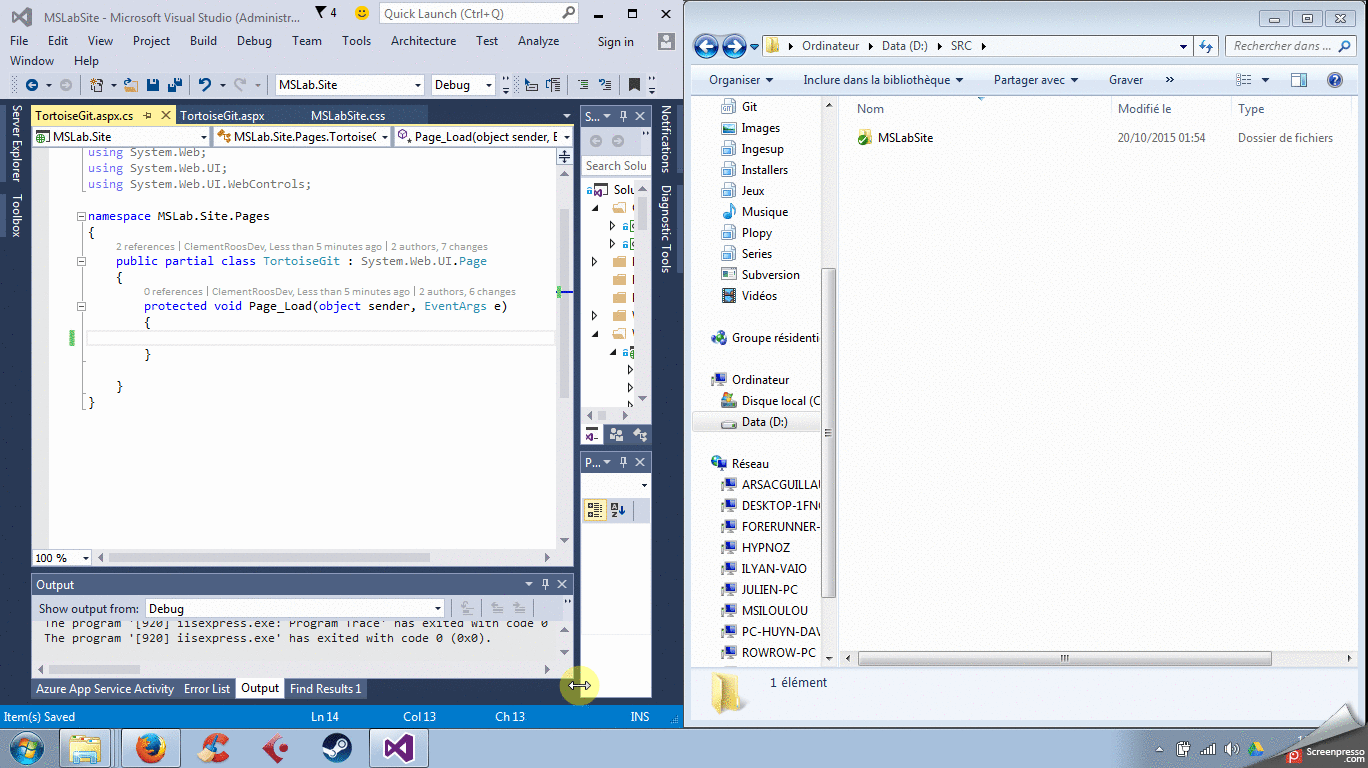 MSLabSite - Microsoft Visual Studio (Administr...
4
Quick Launch (Ctrl+Q)
File Edit View Project Build Debug Team Tools Architecture Test Analyze Sign in
Window Help
MSLab.Site Debug
Server Explorer
Toolbox
TortoiseGit.aspx.cs TortoiseGit.aspx MSLabSite.css
MSLab.Site MSLab.Site.Pages.Tortoise Page_Load(object sender, E
using System.Web;
using System.Web.UI;
using System.Web.UI.WebControls;
namespace MSLab.Site.Pages
{
2 references | ClementRoosDev, Less than 5 minutes ago | 2 authors, 7 changes
public partial class TortoiseGit : System.Web.UI.Page
{
0 references | ClementRoosDev, Less than 5 minutes ago | 2 authors, 6 changes
protected void Page_Load(object sender, EventArgs e)
{
}
}
}
100 %
S...
Search Solu
Solu
P...
Notifications
Diagnostic Tools
Output
Show output from: Debug
The program '[920] iisexpress.exe: Program Trace' has exited with code 0
The program '[920] iisexpress.exe' has exited with code 0 (0x0).
Azure App Service Activity Error List Output Find Results 1
Item(s) Saved Ln 14 Col 13 Ch 13 INS
Ordinateur Data (D:) SRC
Rechercher dans ...
Organiser Inclure dans la bibliothèque Partager avec Graver »
Git
Images
Ingesup
Installers
Jeux
Musique
Plopy
Series
Subversion
Vidéos
Groupe résidenti
Ordinateur
Disque local (C
Data (D:)
Réseau
ARSACGUILLAU
DESKTOP-1FN
FORERUNNER-
HYPNOZ
ILYAN-VAIO
JULIEN-PC
MSILOULOU
PC-HUYN-DAV
ROWROW-PC
Nom Modifié le Type
MSLabSite 20/10/2015 01:54 Dossier de fichiers
1 élément
Screenpresso
.com